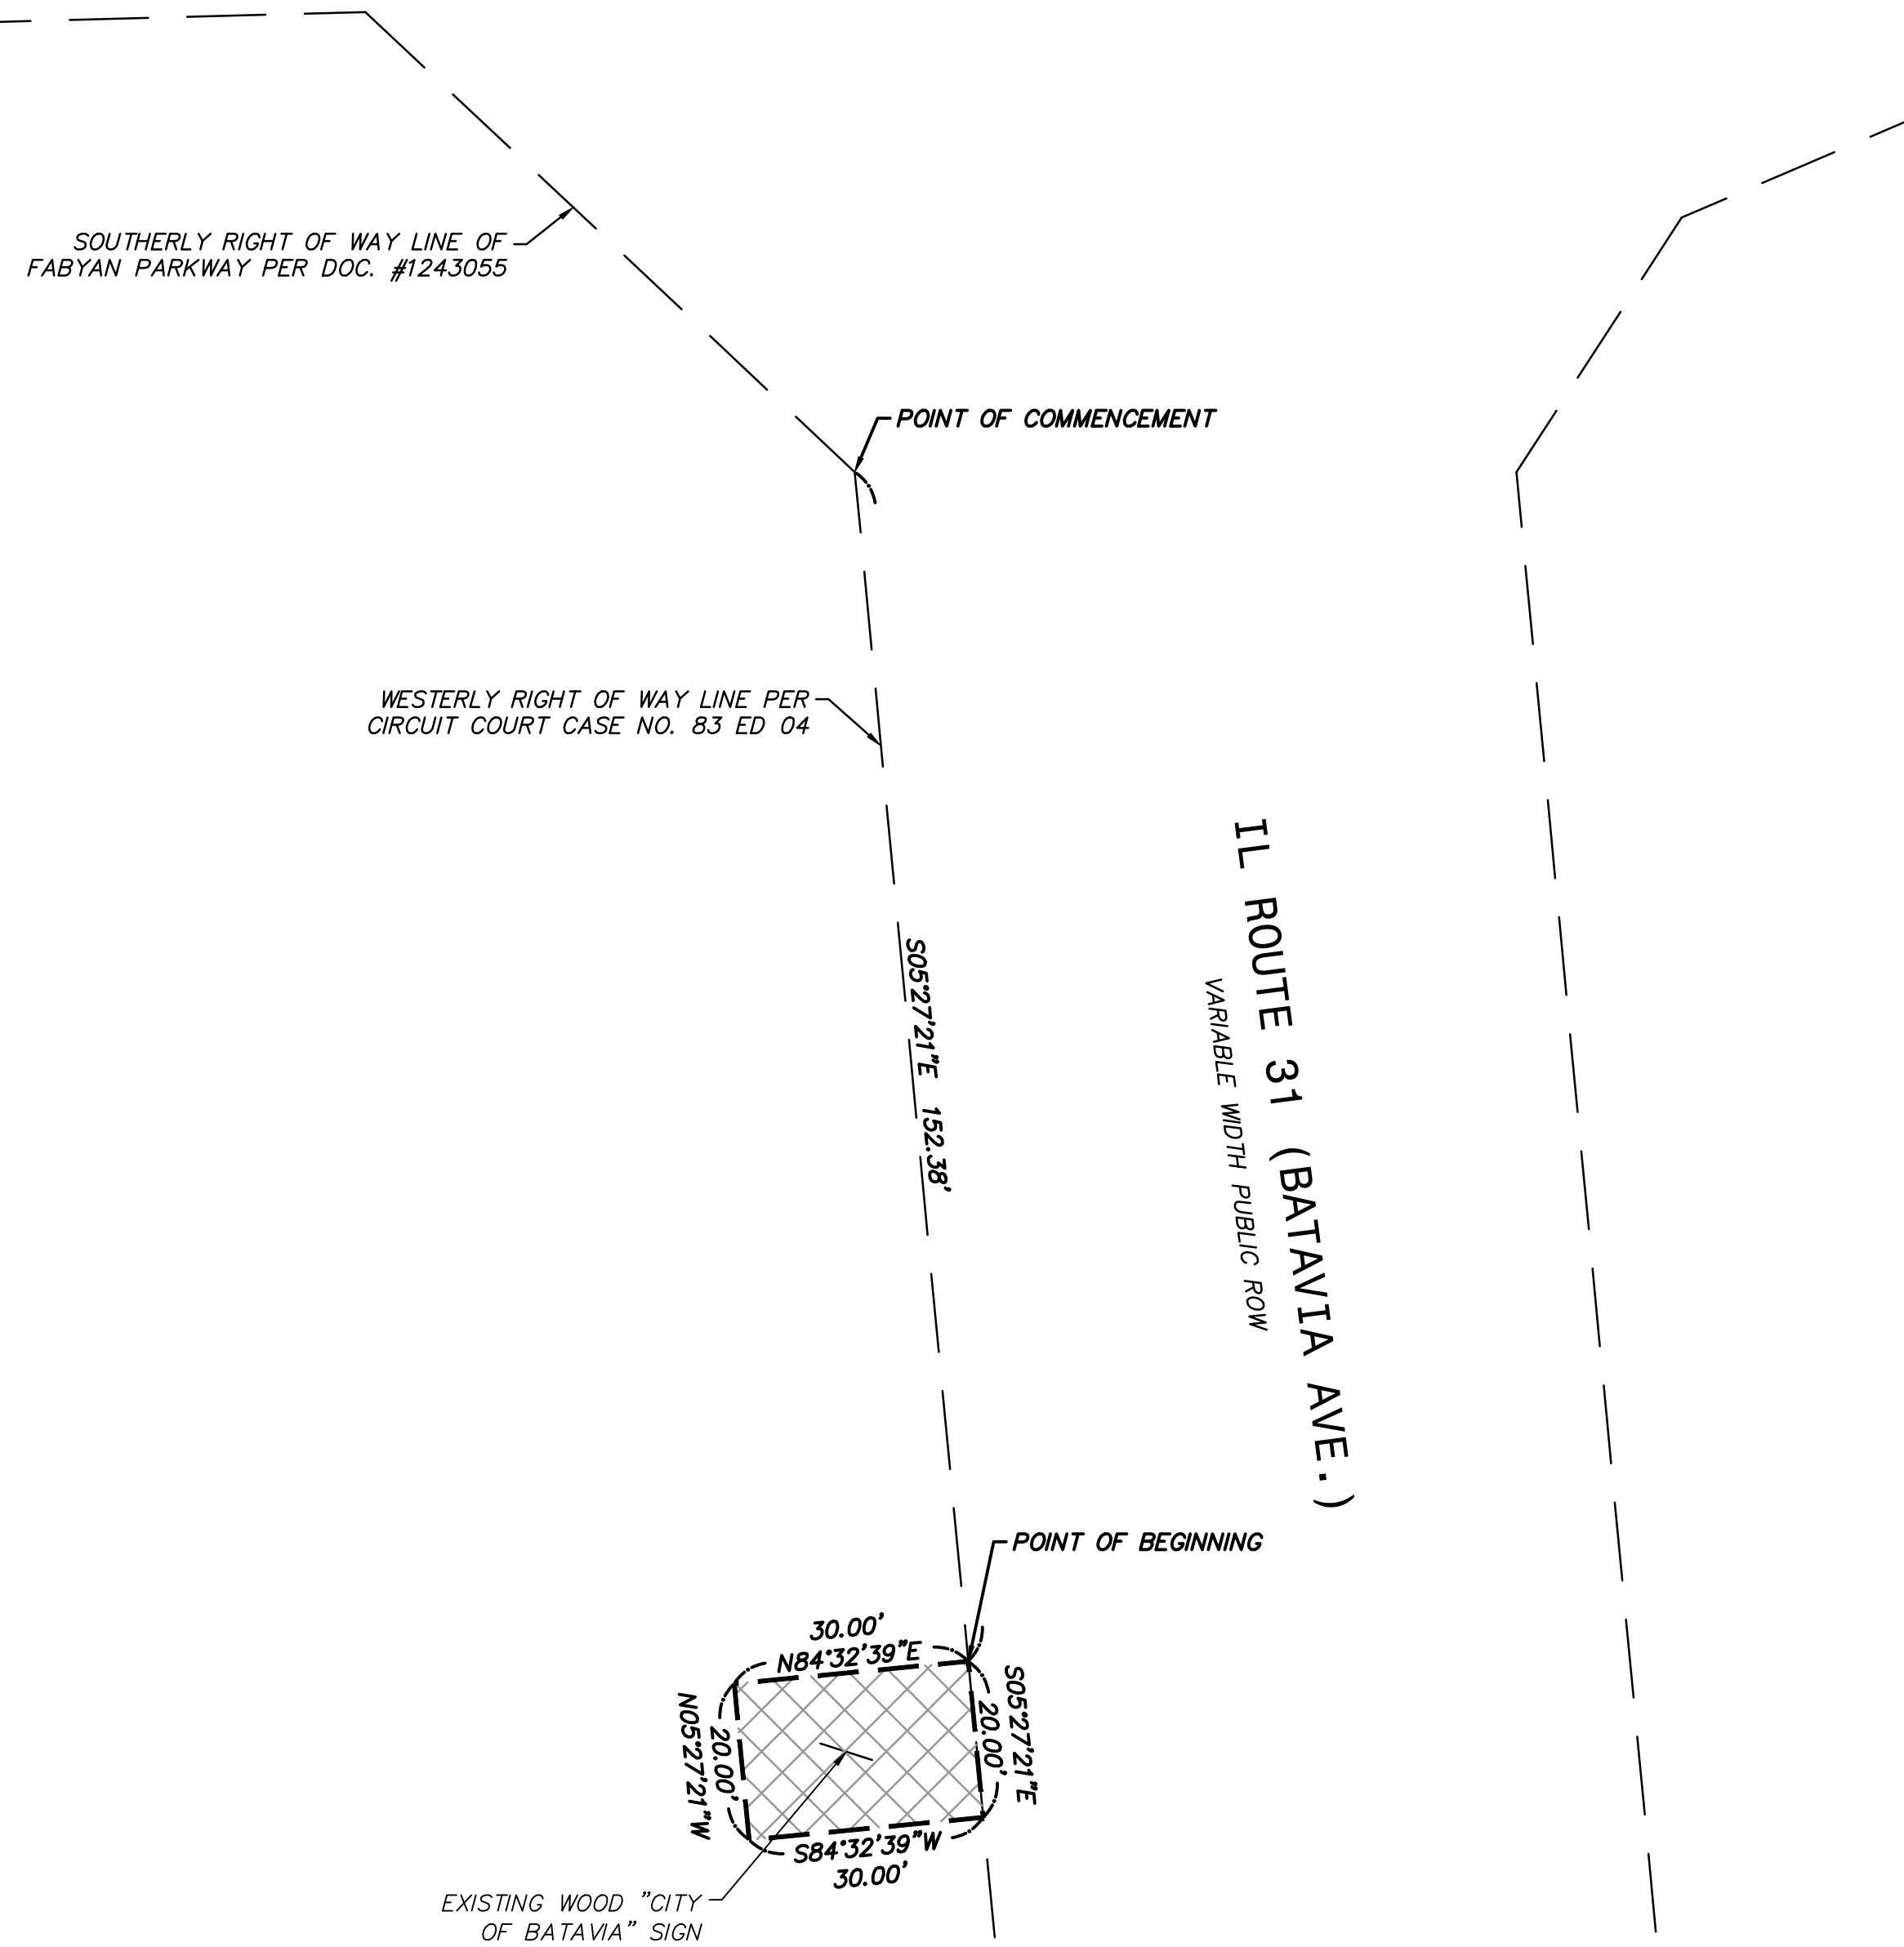 SOUTHERLY RIGHT OF WAY LINE OF
FABYAN PARKWAY PER DOC. #1243055
POINT OF COMMENCEMENT
WESTERLY RIGHT OF WAY LINE PER
CIRCUIT COURT CASE NO. 83 ED 04
S05°27'21"E 152.38'
IL ROUTE 31 (BATAVIA AVE.)
VARIABLE WIDTH PUBLIC ROW
POINT OF BEGINNING
30.00'
N84°32'39"E
S05°27'21"E
20.00'
N05°27'21"W
20.00'
S84°32'39"W
30.00'
EXISTING WOOD "CITY
OF BATAVIA" SIGN